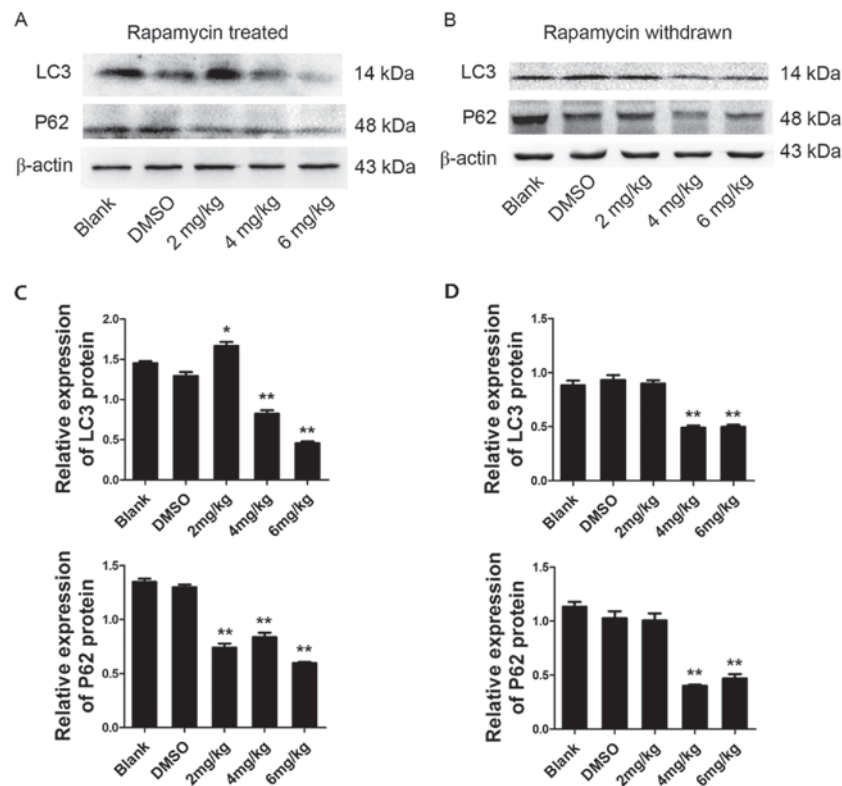 A
Rapamycin treated
LC3
14 kDa
P62
48 kDa
β-actin
43 kDa
Blank
DMSO
2 mg/kg
4 mg/kg
6 mg/kg
B
Rapamycin withdrawn
LC3
14 kDa
P62
48 kDa
β-actin
43 kDa
Blank
DMSO
2 mg/kg
4 mg/kg
6 mg/kg
C
Relative expression
of LC3 protein
2.0
1.5
1.0
0.5
0.0
*
**
**
Blank
DMSO
2mg/kg
4mg/kg
6mg/kg
Relative expression
of P62 protein
1.5
1.0
0.5
0.0
**
**
**
Blank
DMSO
2mg/kg
4mg/kg
6mg/kg
D
Relative expression
of LC3 protein
1.5
1.0
0.5
0.0
**
**
Blank
DMSO
2mg/kg
4mg/kg
6mg/kg
Relative expression
of P62 protein
1.5
1.0
0.5
0.0
**
**
Blank
DMSO
2mg/kg
4mg/kg
6mg/kg